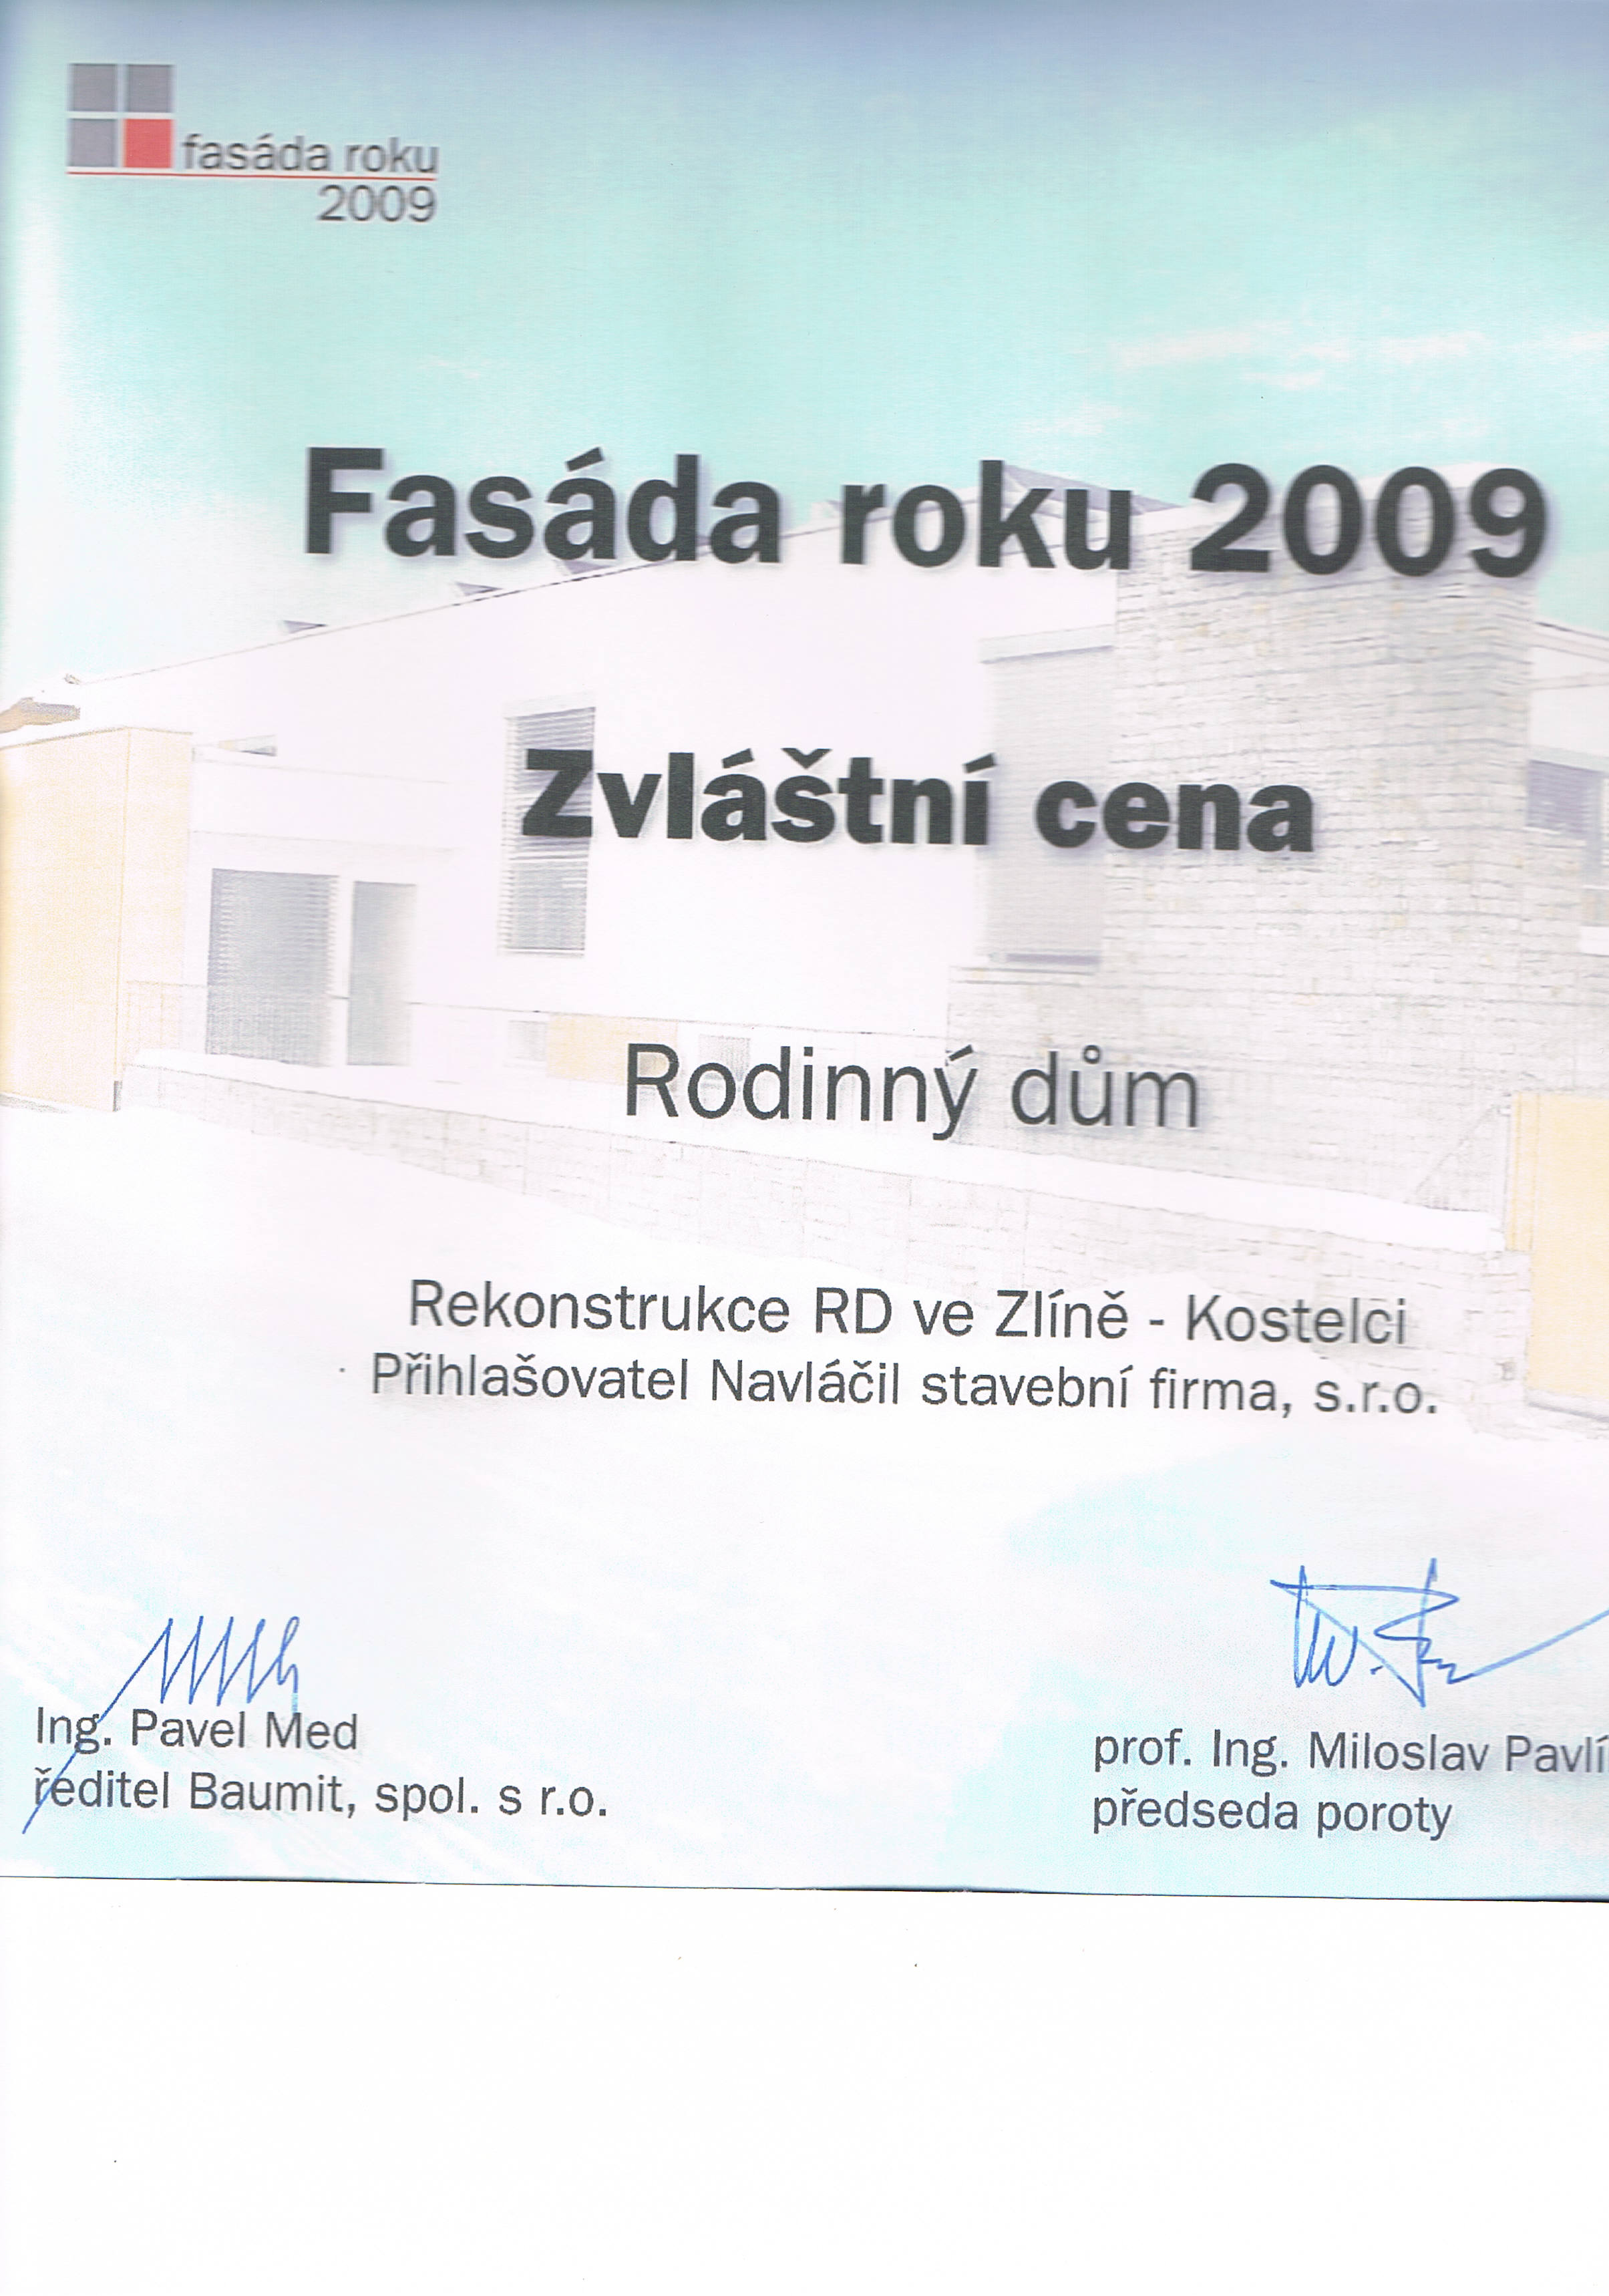 fasáda roku
2009
Fasáda roku 2009
Zvláštní cena
Rodinný dům
Rekonstrukce RD ve Zlíně - Kostelci
Přihlašovatel Navláčil stavební firma, s.r.o.
Ing. Pavel Med
ředitel Baumit, spol. s r.o.
prof. Ing. Miloslav Pavlí
předseda poroty